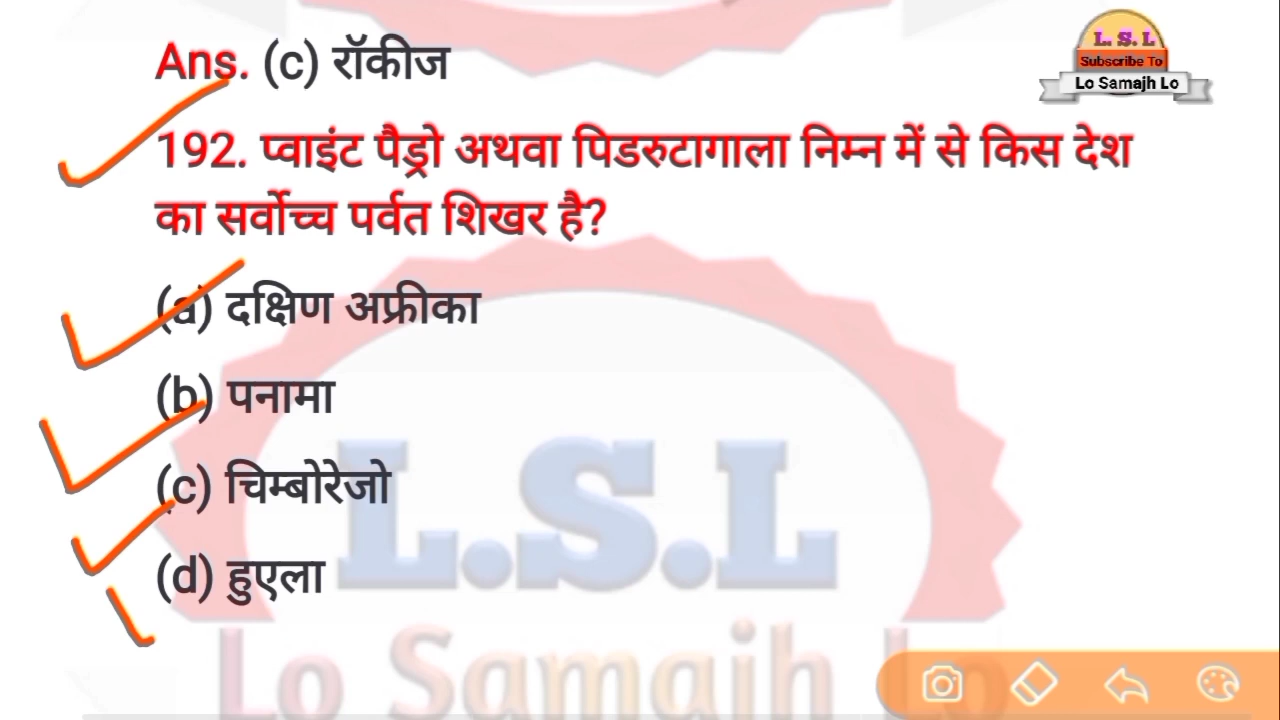 Ans. (c) रॉकीज
L. S. L
Subscribe To
Lo Samajh Lo
192. प्वाइंट पैड्रो अथवा पिडरुटागाला निम्न में से किस देश
का सर्वोच्च पर्वत शिखर है?
(a) दक्षिण अफ्रीका
(b) पनामा
(c) चिम्बोरेजो
(d) हुएला
L.S.L
Lo Samajh Lo